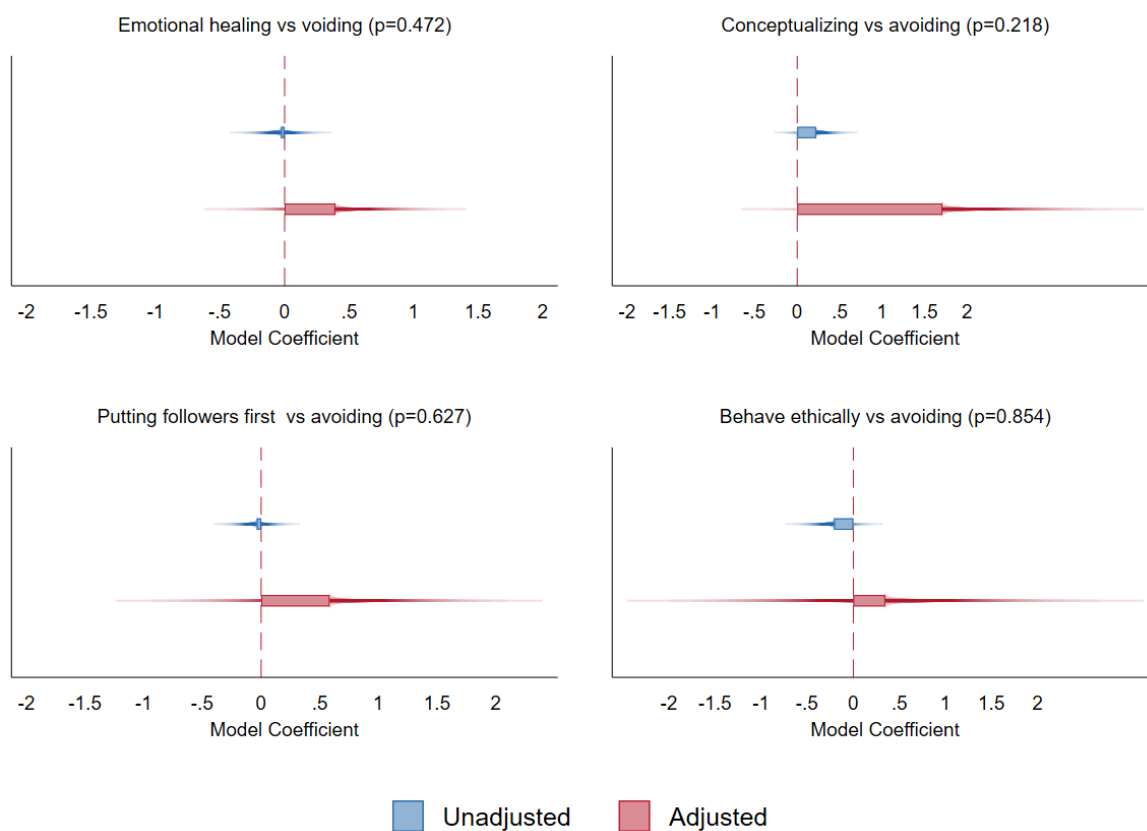 Emotional healing vs voiding (p=0.472)
-2 -1.5 -1 -.5 0 .5 1 1.5 2
Model Coefficient
Conceptualizing vs avoiding (p=0.218)
-2 -1.5 -1 0 .5 1 1.5 2
Model Coefficient
Putting followers first  vs avoiding (p=0.627)
-2 -1.5 -1 -.5 0 .5 1 1.5 2
Model Coefficient
Behave ethically vs avoiding (p=0.854)
-2 -1.5 -1 -.5 0 .5 1 1.5 2
Model Coefficient
Unadjusted Adjusted